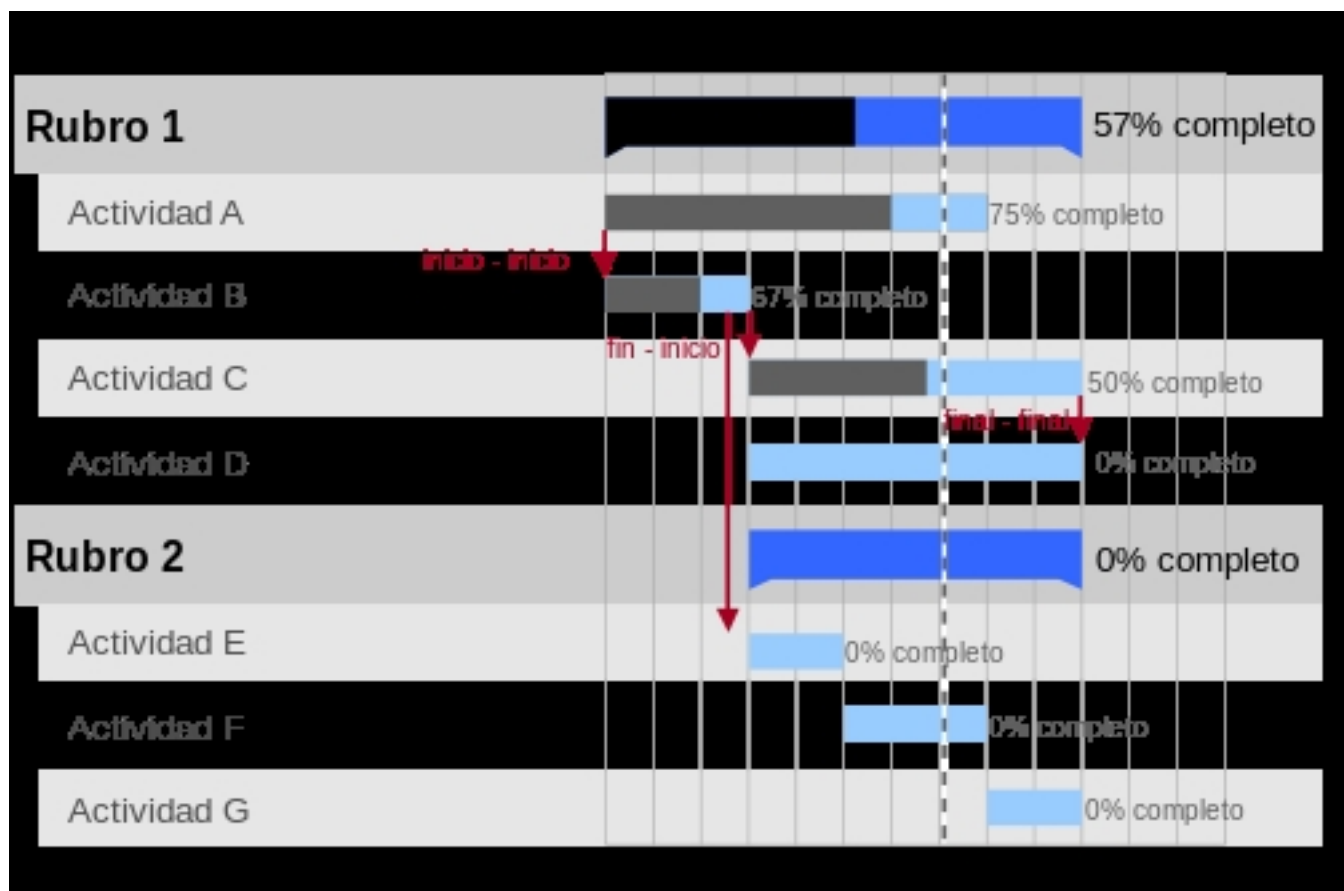 Rubro 1
57% completo
Actividad A
75% completo
inicio - inicio
Actividad B
67% completo
fin - inicio
Actividad C
50% completo
final - final
Actividad D
0% completo
Rubro 2
0% completo
Actividad E
0% completo
Actividad F
0% completo
Actividad G
0% completo